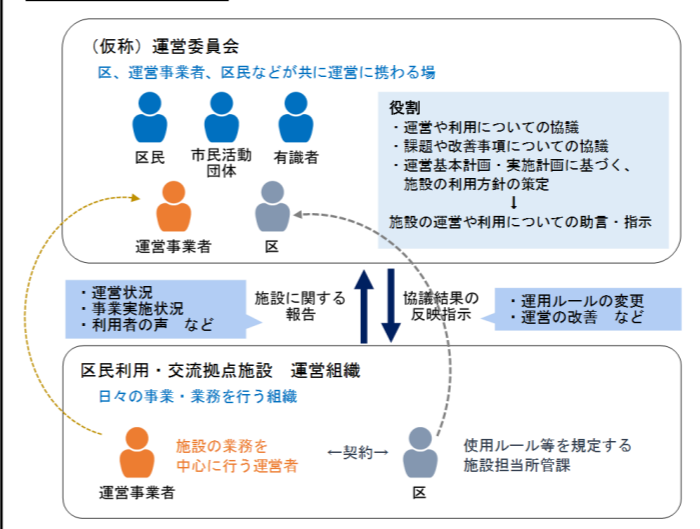 （仮称）運営委員会
区、運営事業者、区民などが共に運営に携わる場
区民
市民活動
団体
有識者
運営事業者
区
役割
・運営や利用についての協議
・課題や改善事項についての協議
・運営基本計画・実施計画に基づく、
施設の利用方針の策定
↓
施設の運営や利用についての助言・指示
・運営状況
・事業実施状況
・利用者の声　など
施設に関する
報告
協議結果の
反映指示
・運用ルールの変更
・運営の改善　など
区民利用・交流拠点施設　運営組織
日々の事業・業務を行う組織
運営事業者
施設の業務を
中心に行う運営者
←契約→
区
使用ルール等を規定する
施設担当所管課